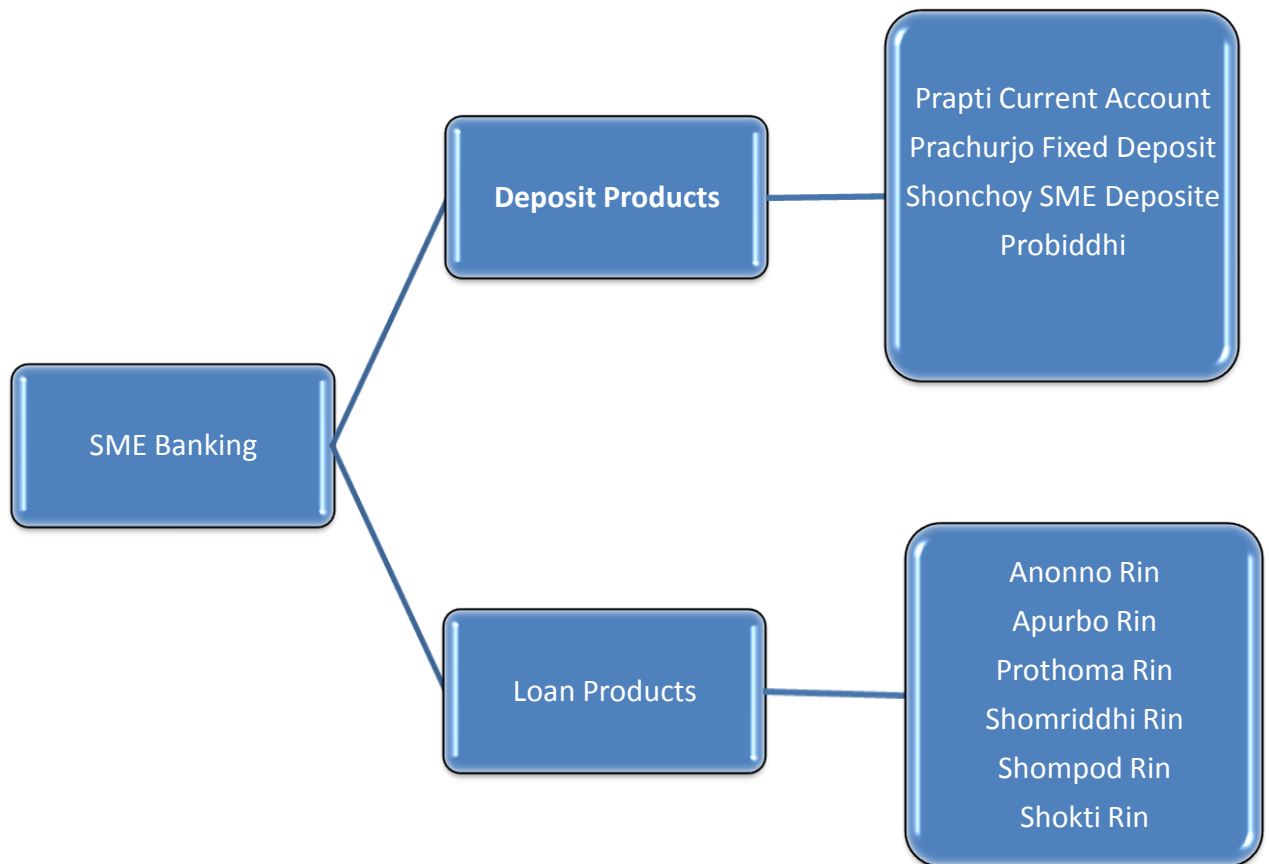 SME Banking
Deposit Products
Prapti Current Account
Prachurjo Fixed Deposit
Shonchoy SME Deposite
Probiddhi
Loan Products
Anonno Rin
Apurbo Rin
Prothoma Rin
Shomriddhi Rin
Shompod Rin
Shokti Rin